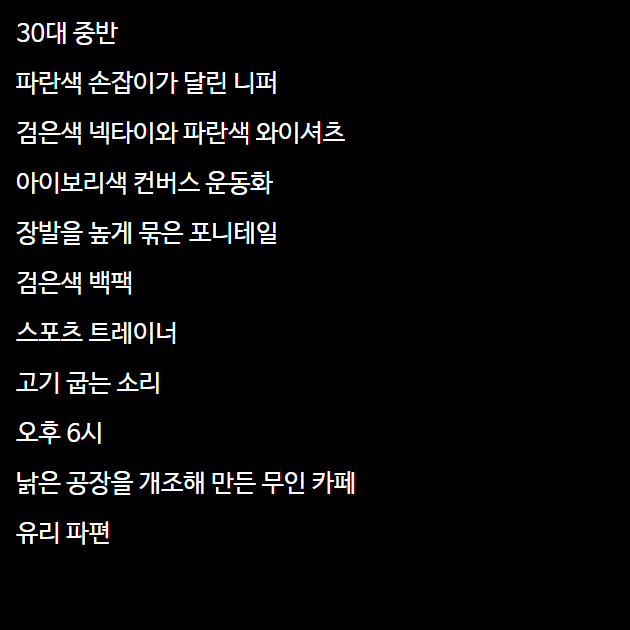 30대 중반
파란색 손잡이가 달린 니퍼
검은색 넥타이와 파란색 와이셔츠
아이보리색 컨버스 운동화
장발을 높게 묶은 포니테일
검은색 백팩
스포츠 트레이너
고기 굽는 소리
오후 6시
낡은 공장을 개조해 만든 무인 카페
유리 파편